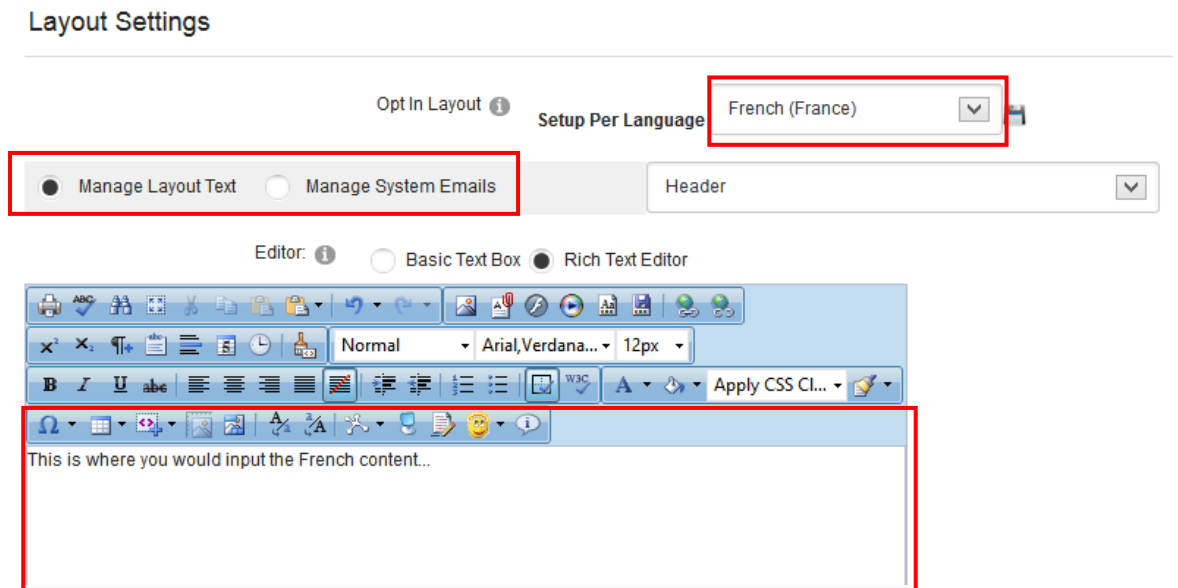 Layout Settings
Opt In Layout
Setup Per Language
French (France)
Manage Layout Text
Manage System Emails
Header
Editor:
Basic Text Box
Rich Text Editor
Normal
Arial,Verdana...
12px
Apply CSS Cl...
This is where you would input the French content...